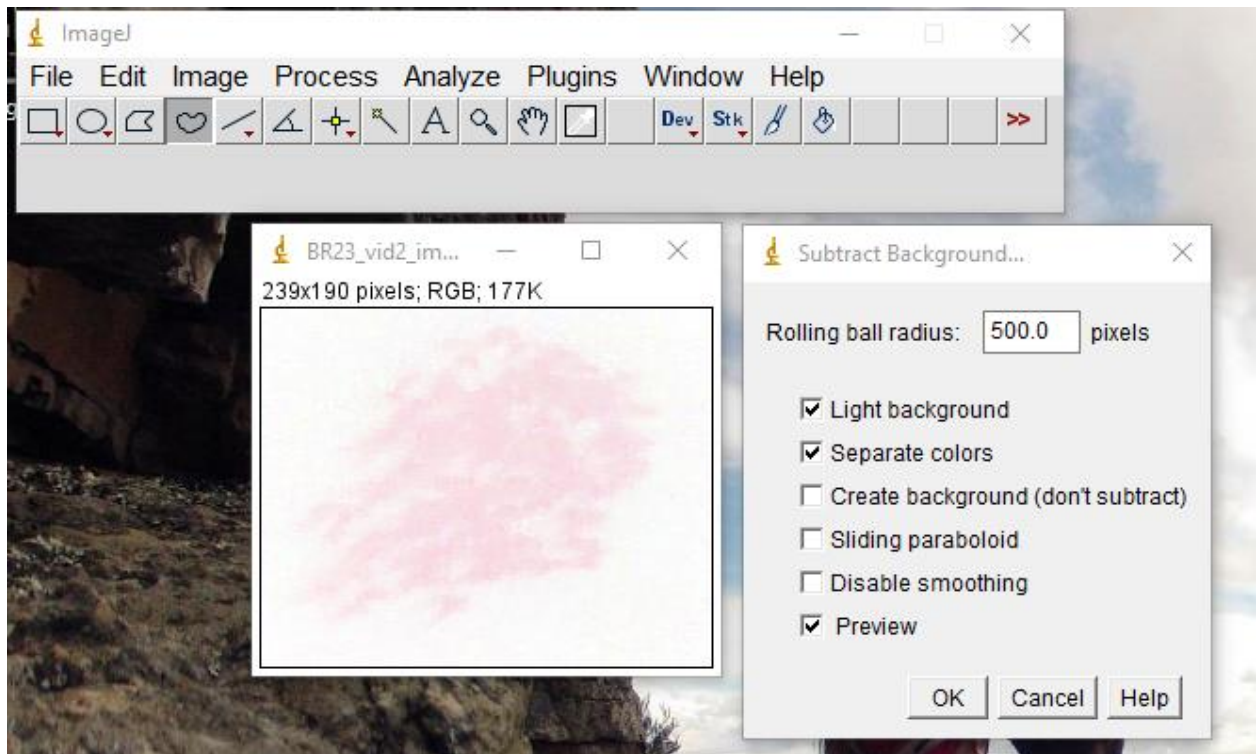 ImageJ
File Edit Image Process Analyze Plugins Window Help
A Dev Stk >>
BR23_vid2_im...
239x190 pixels; RGB; 177K
Subtract Background...
Rolling ball radius: 500.0 pixels
Light background
Separate colors
Create background (don't subtract)
Sliding paraboloid
Disable smoothing
Preview
OK Cancel Help